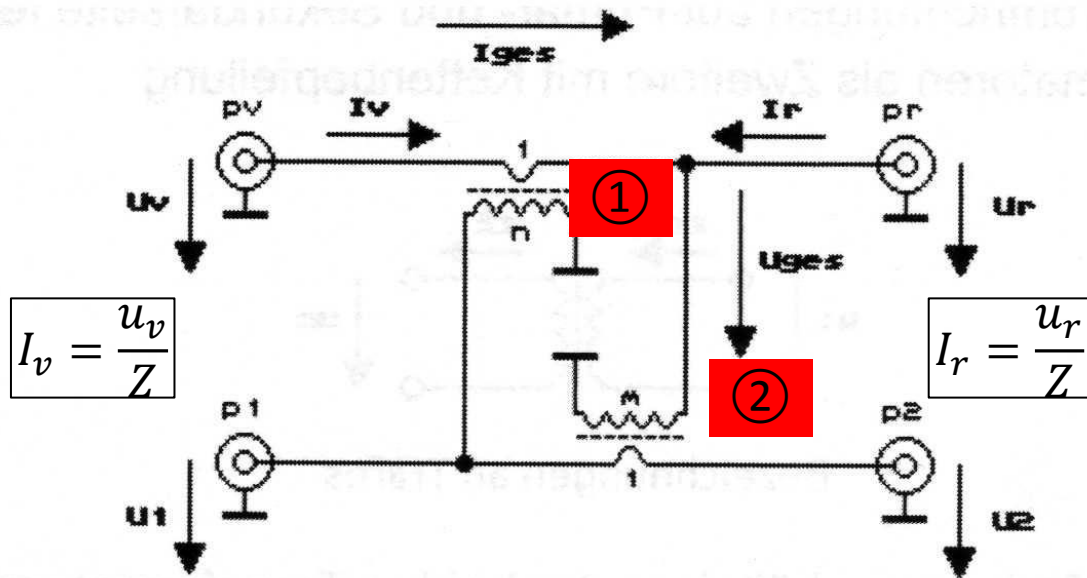 Iges
pv Iv Ir pr
1
Uv ① Ur
n
Uges
I_v = u_v / Z
I_r = u_r / Z
②
p1 m p2
1
U1 U2